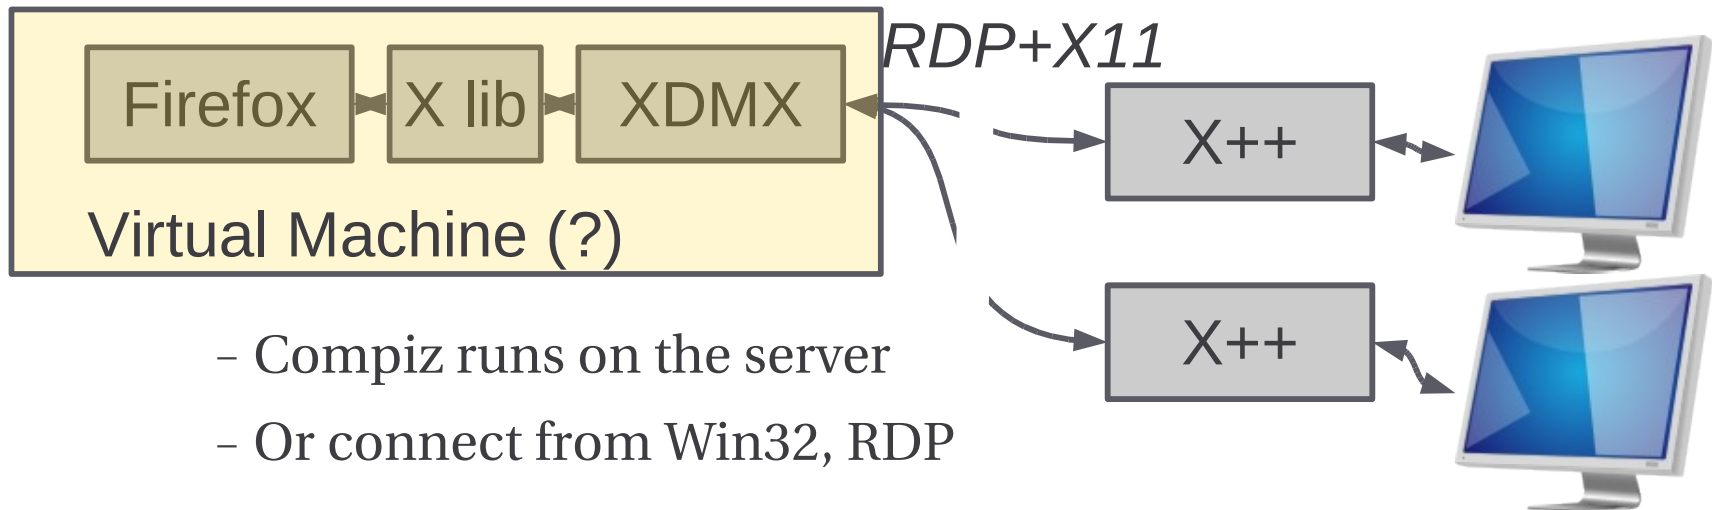 RDP+X11
Firefox
X lib
XDMX
X++
Virtual Machine (?)
X++
– Compiz runs on the server
– Or connect from Win32, RDP